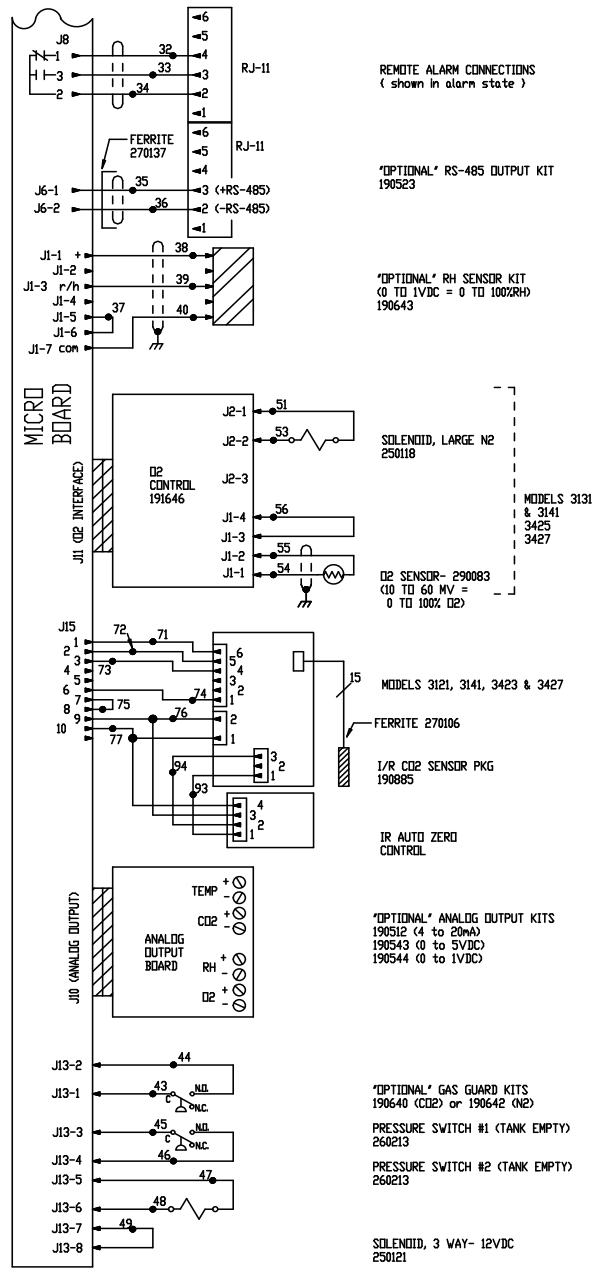 J8
1
3
2
32
33
34
6
5
4
3
2
1
RJ-11
REMOTE ALARM CONNECTIONS
( shown in alarm state )
FERRITE
270137
6
5
4
3 (+RS-485)
2 (-RS-485)
1
RJ-11
J6-1
J6-2
35
36
"OPTIONAL" RS-485 OUTPUT KIT
190523
J1-1 +
J1-2
J1-3 r/h
J1-4
J1-5
J1-6
J1-7 com
37
38
39
40
"OPTIONAL" RH SENSOR KIT
(0 TO 1VDC = 0 TO 100%RH)
190643
MICRO
BOARD
J11 (O2 INTERFACE)
O2
CONTROL
191646
J2-1
J2-2
J2-3
J1-4
J1-3
J1-2
J1-1
51
53
56
55
54
SOLENOID, LARGE N2
250118
MODELS 3131
& 3141
3425
3427
O2 SENSOR- 290083
(10 TO 60 MV =
0 TO 100% O2)
J15
1
2
3
4
5
6
7
8
9
10
72
71
73
74
75
76
77
6
5
4
3
2
1
2
1
3
2
1
94
93
4
3
2
1
15
MODELS 3121, 3141, 3423 & 3427
FERRITE 270106
I/R CO2 SENSOR PKG
190885
IR AUTO ZERO
CONTROL
J10 (ANALOG OUTPUT)
ANALOG
OUTPUT
BOARD
TEMP + -
CO2 + -
RH + -
O2 + -
"OPTIONAL" ANALOG OUTPUT KITS
190512 (4 to 20mA)
190543 (0 to 5VDC)
190544 (0 to 1VDC)
J13-2
J13-1
J13-3
J13-4
J13-5
J13-6
J13-7
J13-8
44
43
C
N.O.
N.C.
45
C
N.O.
N.C.
46
47
48
49
"OPTIONAL" GAS GUARD KITS
190640 (CO2) or 190642 (N2)
PRESSURE SWITCH #1 (TANK EMPTY)
260213
PRESSURE SWITCH #2 (TANK EMPTY)
260213
SOLENOID, 3 WAY- 12VDC
250121